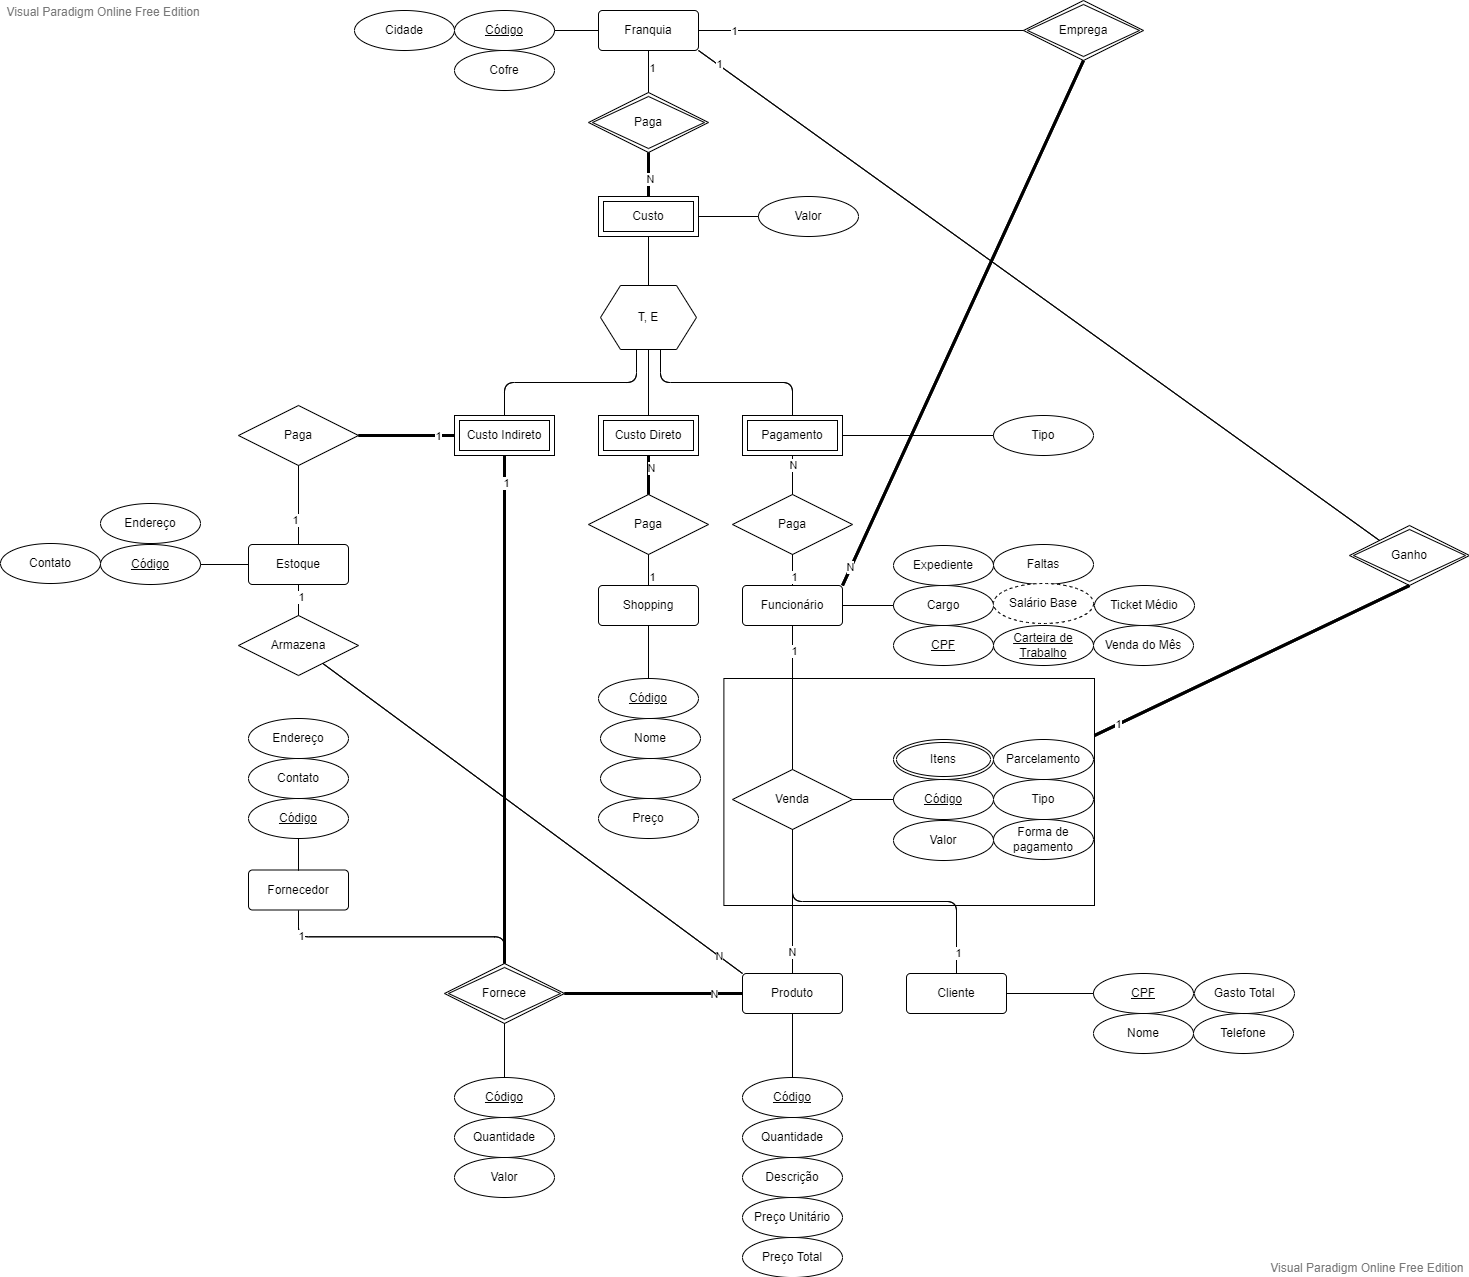 Visual Paradigm Online Free Edition
Cidade
Código
Franquia
1
Emprega
Cofre
1
1
Paga
N
Custo
Valor
T, E
Paga
1
Custo Indireto
Custo Direto
Pagamento
Tipo
N
N
1
Endereço
1
Paga
Paga
Contato
Código
Estoque
1
1
N
Expediente
Faltas
Ganho
1
Shopping
Funcionário
Cargo
Salário Base
Ticket Médio
Armazena
1
CPF
Carteira de
Trabalho
Venda do Mês
Código
1
Endereço
Nome
Itens
Parcelamento
Contato
Venda
Código
Tipo
Código
Preço
Valor
Forma de
pagamento
Fornecedor
1
N
N
1
Fornece
N
Produto
Cliente
CPF
Gasto Total
Nome
Telefone
Código
Código
Quantidade
Quantidade
Valor
Descrição
Preço Unitário
Preço Total
Visual Paradigm Online Free Edition